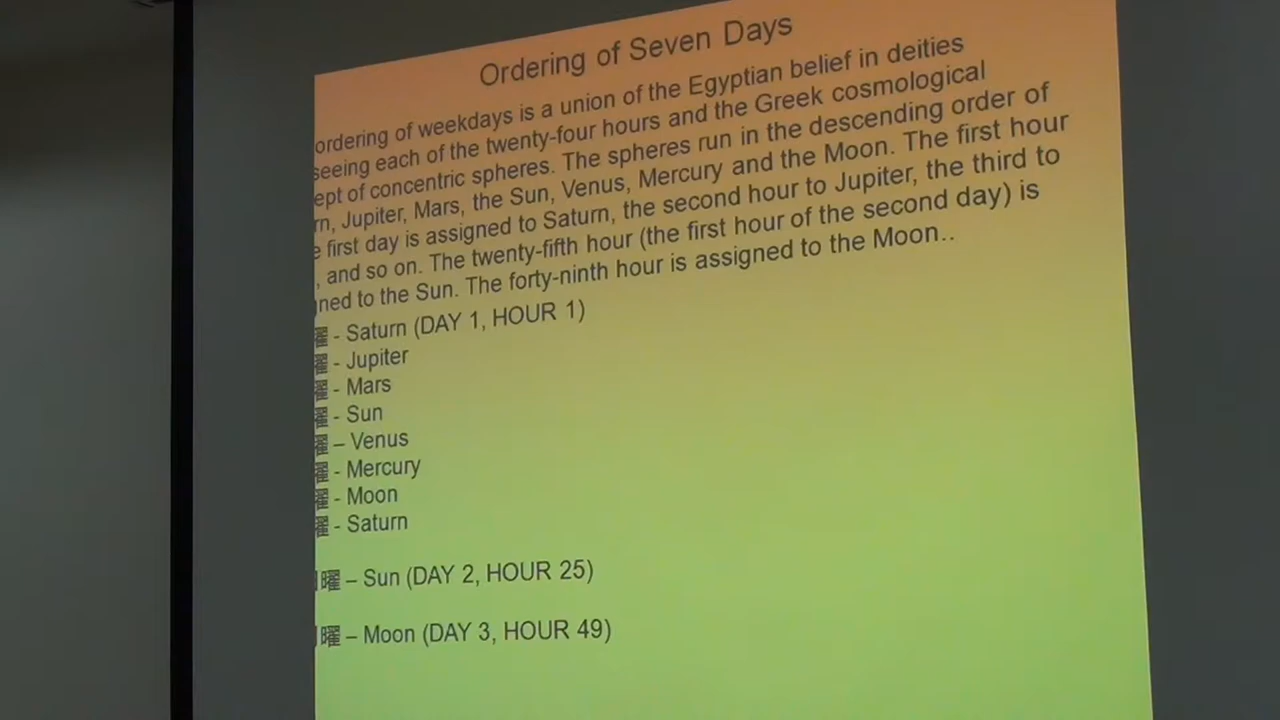 Ordering of Seven Days
ordering of weekdays is a union of the Egyptian belief in deities
seeing each of the twenty-four hours and the Greek cosmological
ept of concentric spheres. The spheres run in the descending order of
rn, Jupiter, Mars, the Sun, Venus, Mercury and the Moon. The first hour
e first day is assigned to Saturn, the second hour to Jupiter, the third to
, and so on. The twenty-fifth hour (the first hour of the second day) is
ned to the Sun. The forty-ninth hour is assigned to the Moon..
曜 - Saturn (DAY 1, HOUR 1)
曜 - Jupiter
曜 - Mars
曜 - Sun
曜 – Venus
曜 - Mercury
曜 - Moon
曜 - Saturn
曜 – Sun (DAY 2, HOUR 25)
曜 – Moon (DAY 3, HOUR 49)